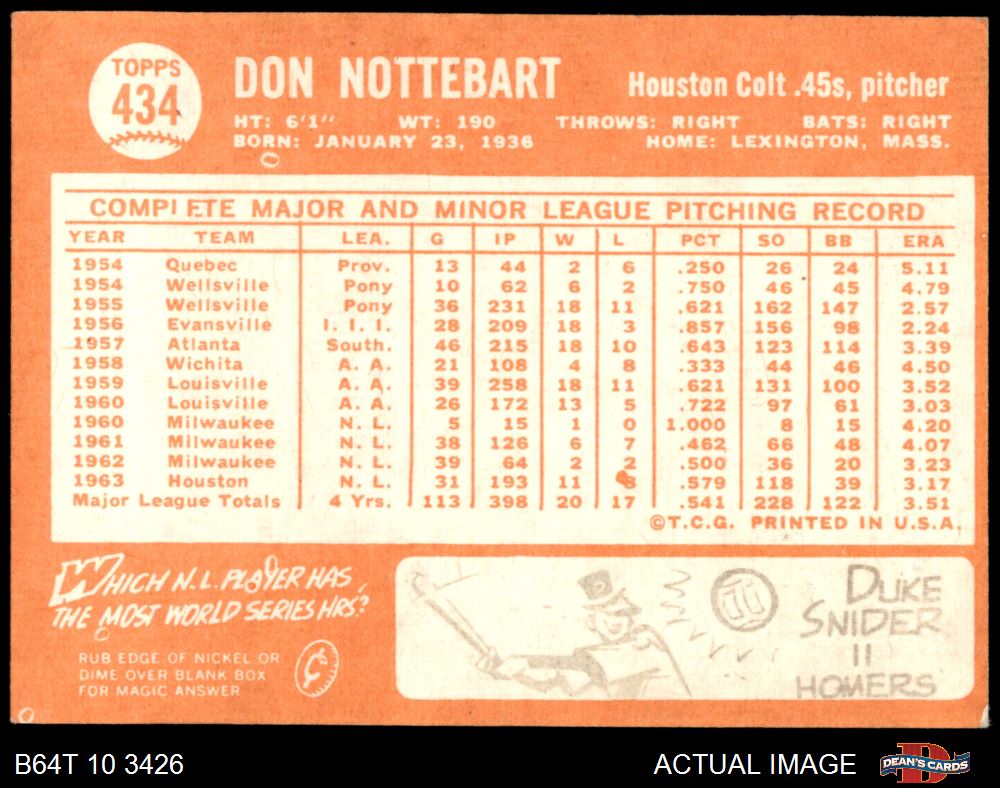 TOPPS
434
DON NOTTEBART
Houston Colt .45s, pitcher
HT: 6'1" WT: 190 THROWS: RIGHT BATS: RIGHT
BORN: JANUARY 23, 1936 HOME: LEXINGTON, MASS.
COMPLETE MAJOR AND MINOR LEAGUE PITCHING RECORD
YEAR TEAM LEA. G IP W L PCT SO BB ERA
1954 Quebec Prov. 13 44 2 6 .250 26 24 5.11
1954 Wellsville Pony 10 62 6 2 .750 46 45 4.79
1955 Wellsville Pony 36 231 18 11 .621 162 147 2.57
1956 Evansville I. I. I. 28 209 18 3 .857 156 98 2.24
1957 Atlanta South. 46 215 18 10 .643 123 114 3.39
1958 Wichita A. A. 21 108 4 8 .333 44 46 4.50
1959 Louisville A. A. 39 258 18 11 .621 131 100 3.52
1960 Louisville A. A. 26 172 13 5 .722 97 61 3.03
1960 Milwaukee N. L. 5 15 1 0 1.000 8 15 4.20
1961 Milwaukee N. L. 38 126 6 7 .462 66 48 4.07
1962 Milwaukee N. L. 39 64 2 2 .500 36 20 3.23
1963 Houston N. L. 31 193 11 8 .579 118 39 3.17
Major League Totals 4 Yrs. 113 398 20 17 .541 228 122 3.51
©T.C.G. PRINTED IN U.S.A.
WHICH N.L. PLAYER HAS
THE MOST WORLD SERIES HRS?
RUB EDGE OF NICKEL OR
DIME OVER BLANK BOX
FOR MAGIC ANSWER
DUKE
SNIDER
11
HOMERS
B64T 10 3426
ACTUAL IMAGE
DEAN'S CARDS